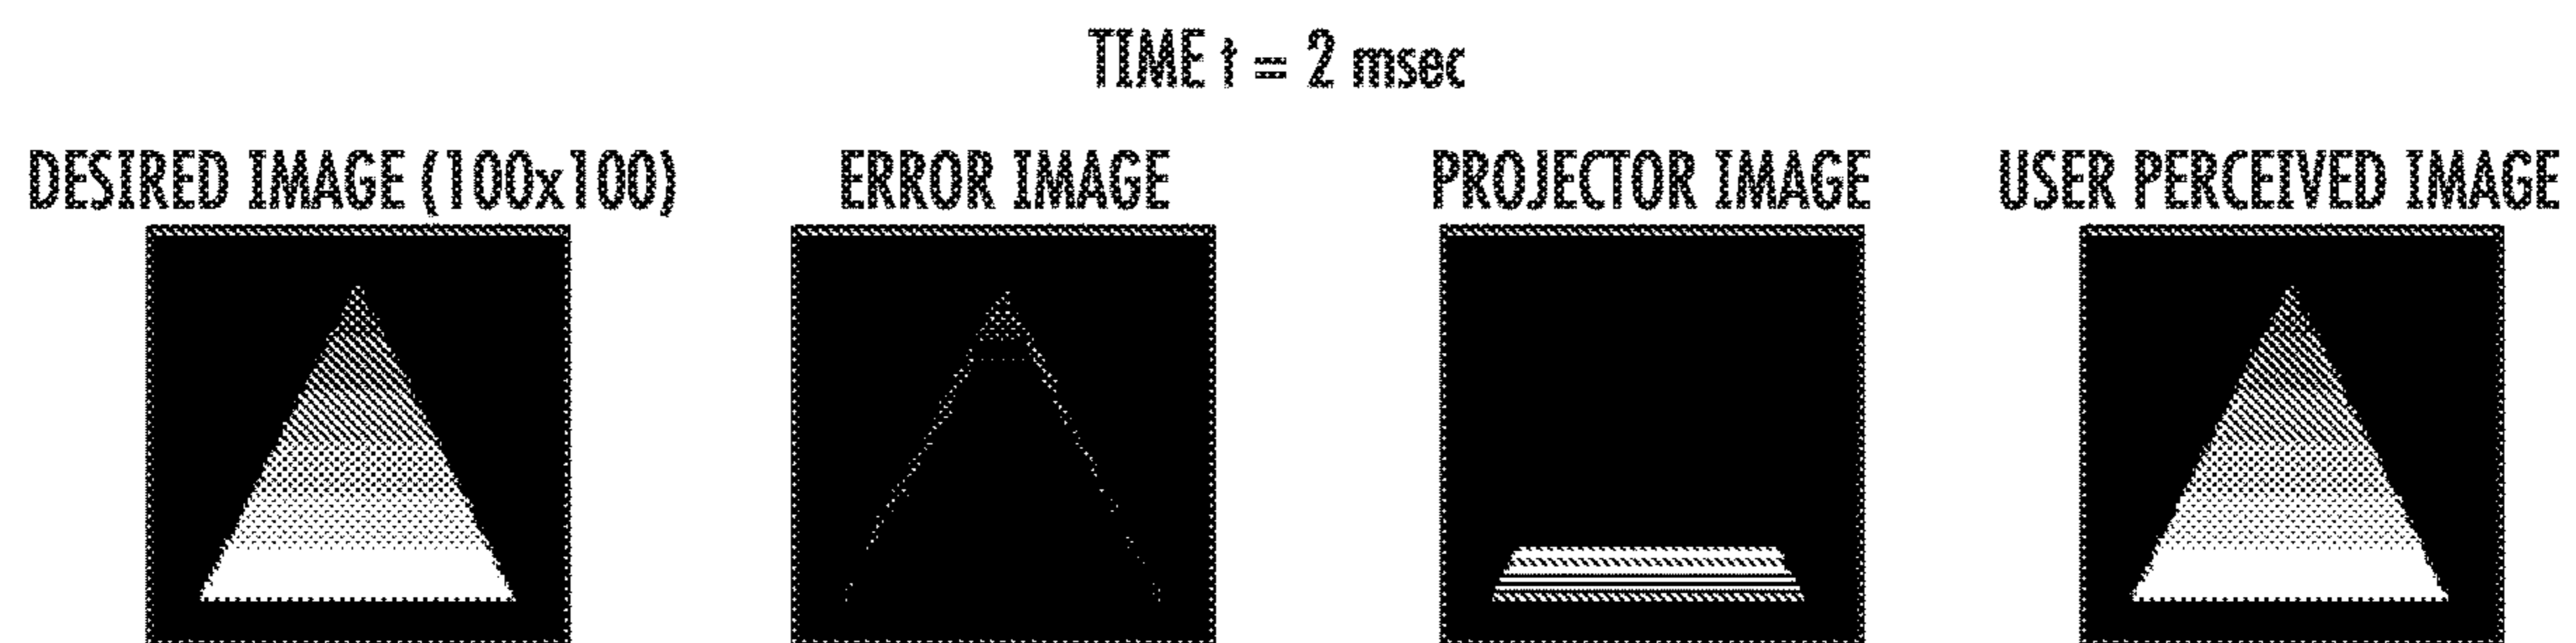 TIME t = 2 msec
DESIRED IMAGE (100x100) ERROR IMAGE PROJECTOR IMAGE USER PERCEIVED IMAGE